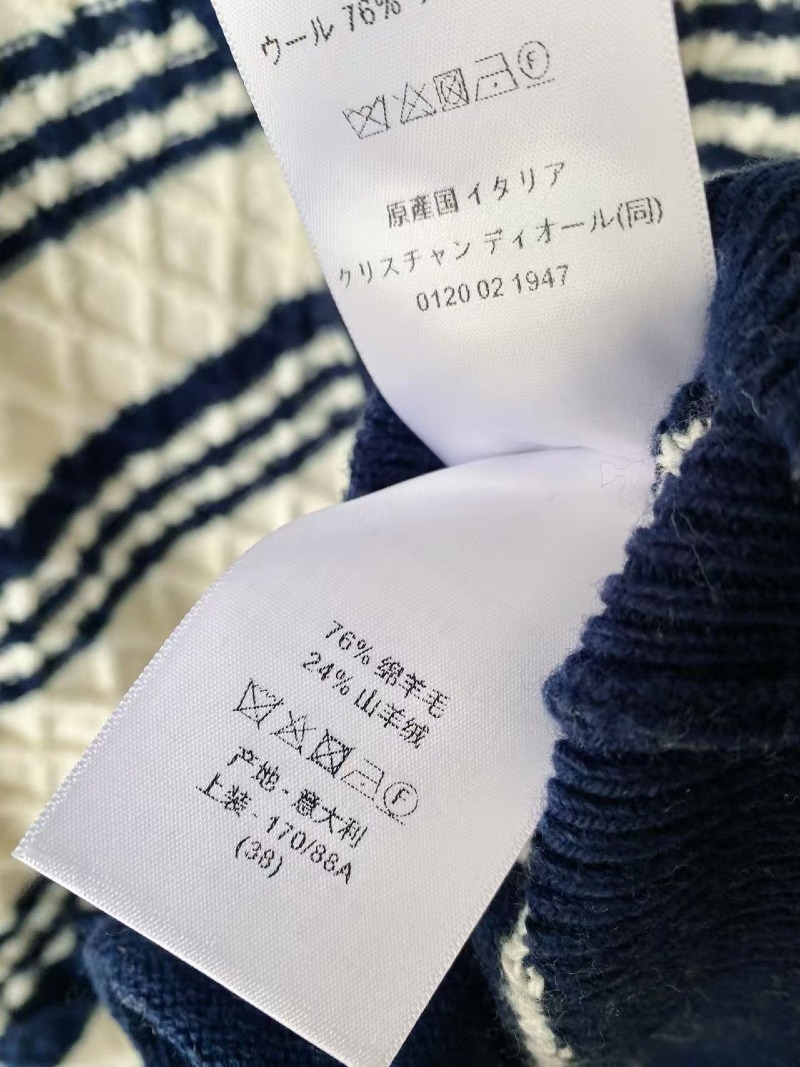 ウール 76%
F
原産国イタリア
クリスチャン ディオール(同)
0120 02 1947
76% 绵羊毛
24% 山羊绒
F
产地 - 意大利
上装 - 170/88A
(38)